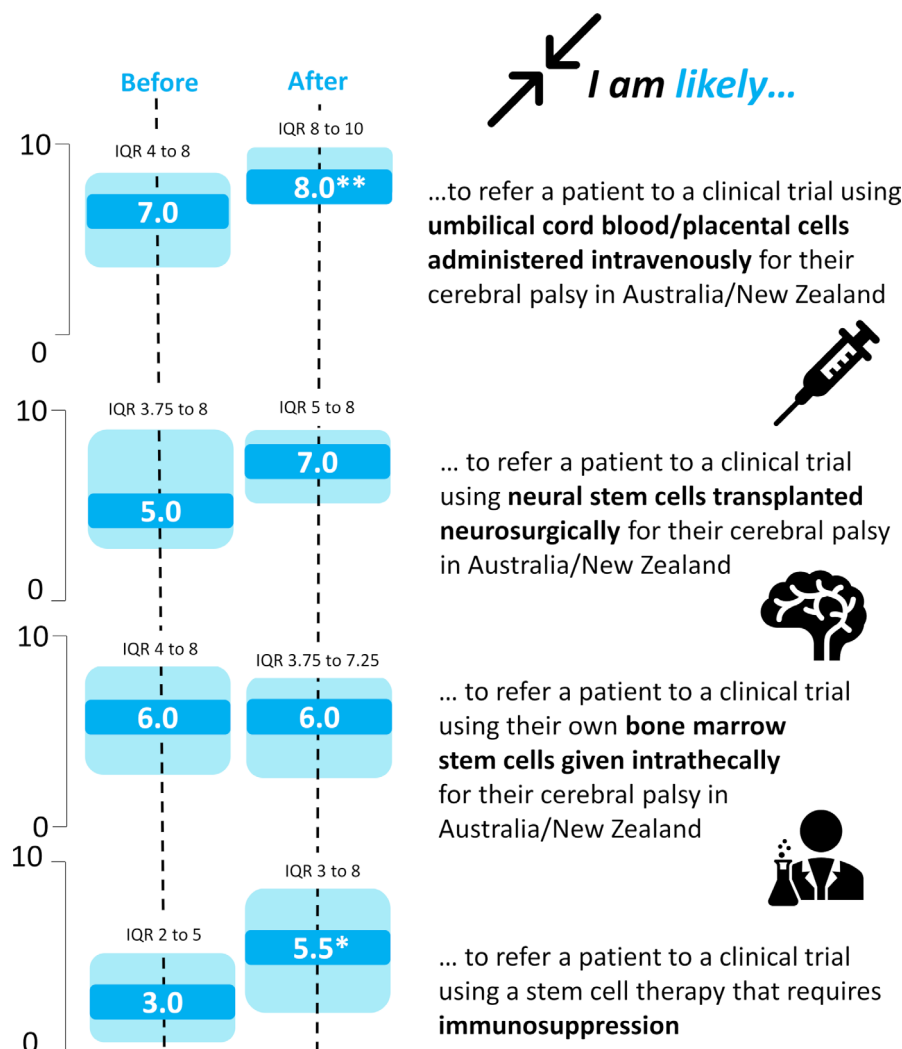 I am likely...
Before
After
10
IQR 4 to 8
IQR 8 to 10
7.0
8.0**
0
...to refer a patient to a clinical trial using
umbilical cord blood/placental cells
administered intravenously for their
cerebral palsy in Australia/New Zealand
10
IQR 3.75 to 8
IQR 5 to 8
5.0
7.0
0
... to refer a patient to a clinical trial
using neural stem cells transplanted
neurosurgically for their cerebral palsy
in Australia/New Zealand
10
IQR 4 to 8
IQR 3.75 to 7.25
6.0
6.0
0
... to refer a patient to a clinical trial
using their own bone marrow
stem cells given intrathecally
for their cerebral palsy in
Australia/New Zealand
10
IQR 2 to 5
IQR 3 to 8
3.0
5.5*
0
... to refer a patient to a clinical trial
using a stem cell therapy that requires
immunosuppression